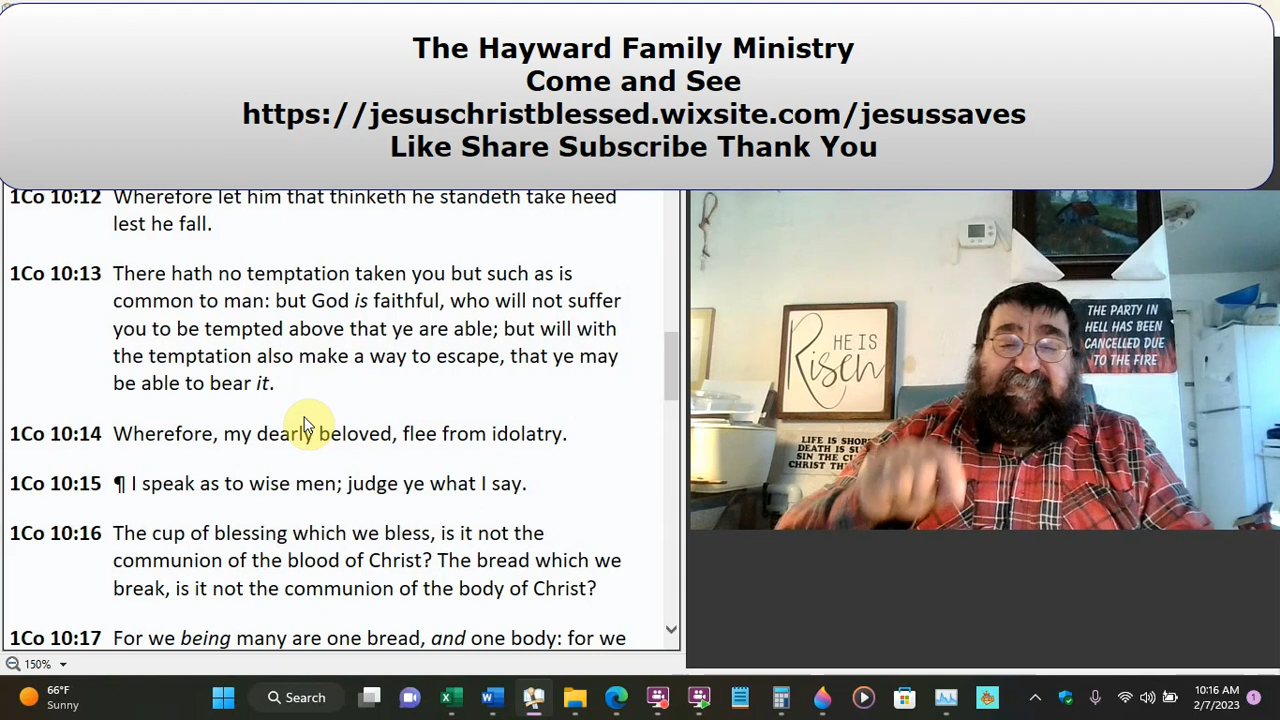 The Hayward Family Ministry
Come and See
https://jesuschristblessed.wixsite.com/jesussaves
Like Share Subscribe Thank You
1Co 10:12 Wherefore let him that thinketh he standeth take heed
lest he fall.
1Co 10:13 There hath no temptation taken you but such as is
common to man: but God is faithful, who will not suffer
you to be tempted above that ye are able; but will with
the temptation also make a way to escape, that ye may
be able to bear it.
1Co 10:14 Wherefore, my dearly beloved, flee from idolatry.
1Co 10:15 ¶ I speak as to wise men; judge ye what I say.
1Co 10:16 The cup of blessing which we bless, is it not the
communion of the blood of Christ? The bread which we
break, is it not the communion of the body of Christ?
1Co 10:17 For we being many are one bread, and one body: for we
150%
HE IS
Risen
THE PARTY IN
HELL HAS BEEN
CANCELLED DUE
TO THE FIRE
LIFE IS SHOR
DEATH IS
SIN THE
CHRIST
66°F
Sunny
Search
10:16 AM
2/7/2023
1